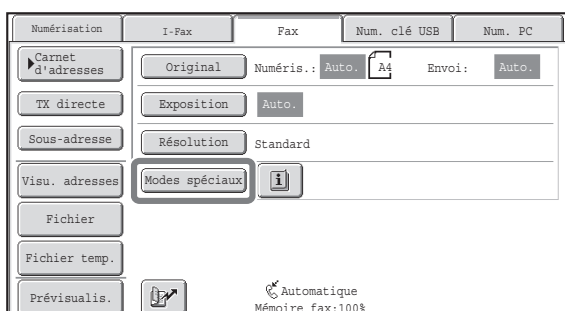 Numérisation
I-Fax
Fax
Num. clé USB
Num. PC
Carnet
d'adresses
Original
Numéris.: Auto. A4 Envoi: Auto.
TX directe
Exposition
Auto.
Sous-adresse
Résolution
Standard
Visu. adresses
Modes spéciaux
i
Fichier
Fichier temp.
Prévisualis.
Automatique
Mémoire fax:100%